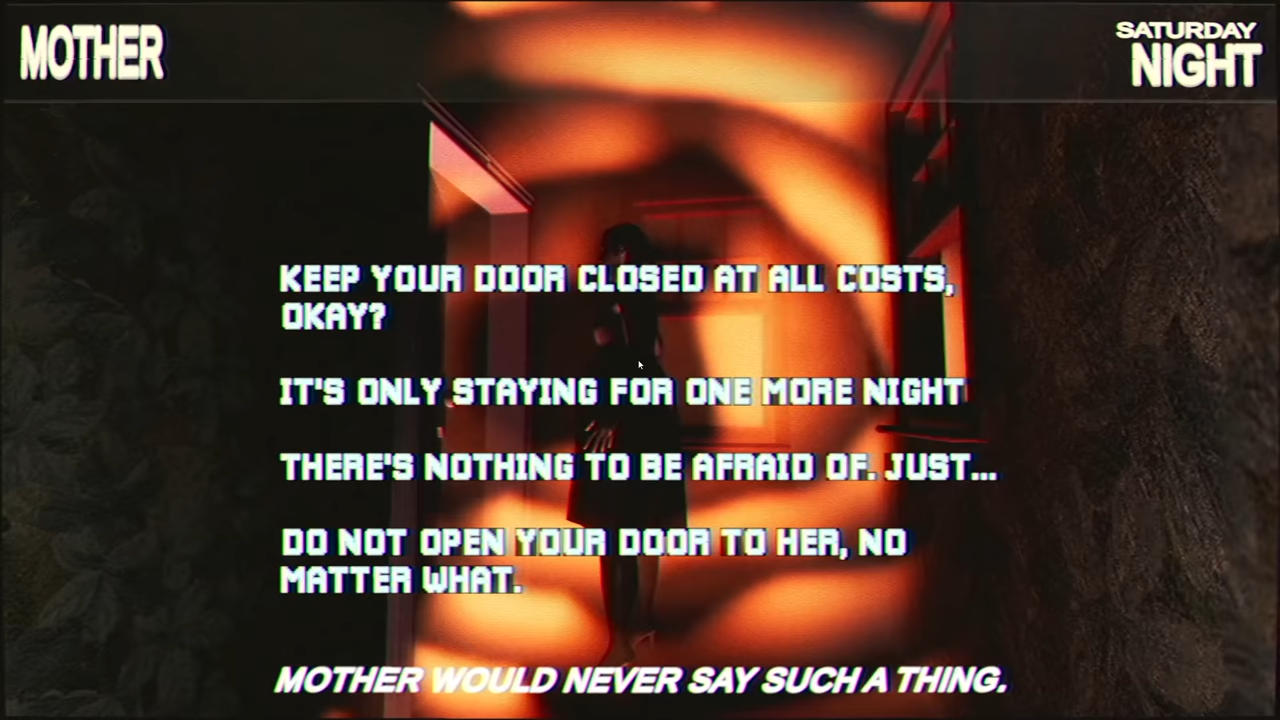 MOTHER
SATURDAY
NIGHT
KEEP YOUR DOOR CLOSED AT ALL COSTS,
OKAY?
IT'S ONLY STAYING FOR ONE MORE NIGHT
THERE'S NOTHING TO BE AFRAID OF. JUST...
DO NOT OPEN YOUR DOOR TO HER, NO
MATTER WHAT.
MOTHER WOULD NEVER SAY SUCH A THING.